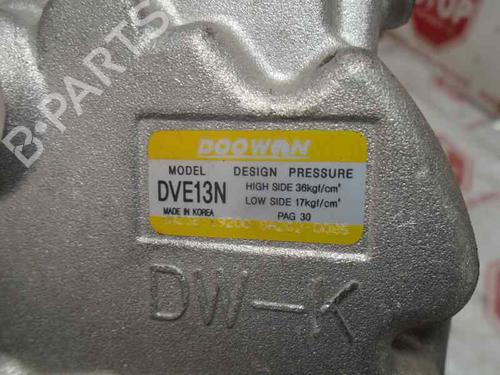 DOOWON
MODEL DESIGN PRESSURE
DVE13N HIGH SIDE 36kgf/cm²
LOW SIDE 17kgf/cm²
MADE IN KOREA PAG 30
DW-K
B-PARTS
STOP